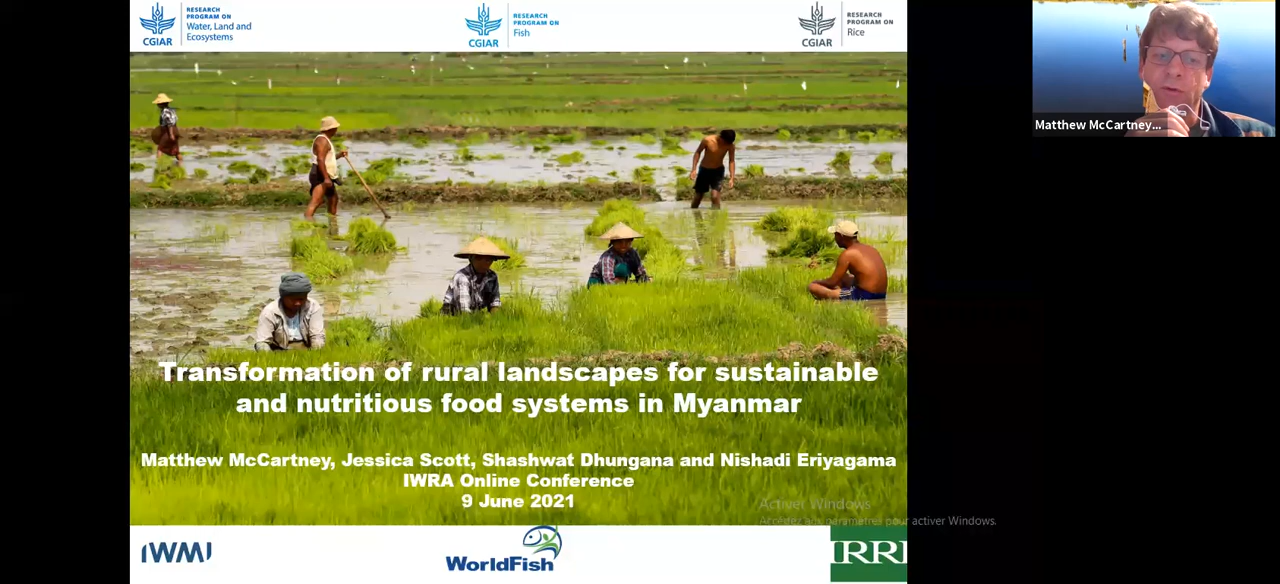 RESEARCH
PROGRAM ON
Water, Land and
Ecosystems
CGIAR
RESEARCH
PROGRAM ON
Fish
CGIAR
RESEARCH
PROGRAM ON
Rice
CGIAR
Matthew McCartney...
Transformation of rural landscapes for sustainable
and nutritious food systems in Myanmar
Matthew McCartney, Jessica Scott, Shashwat Dhungana and Nishadi Eriyagama
IWRA Online Conference
9 June 2021
Activer Windows
Accédez aux paramètres pour activer Windows.
IWMI
WorldFish
IRRI